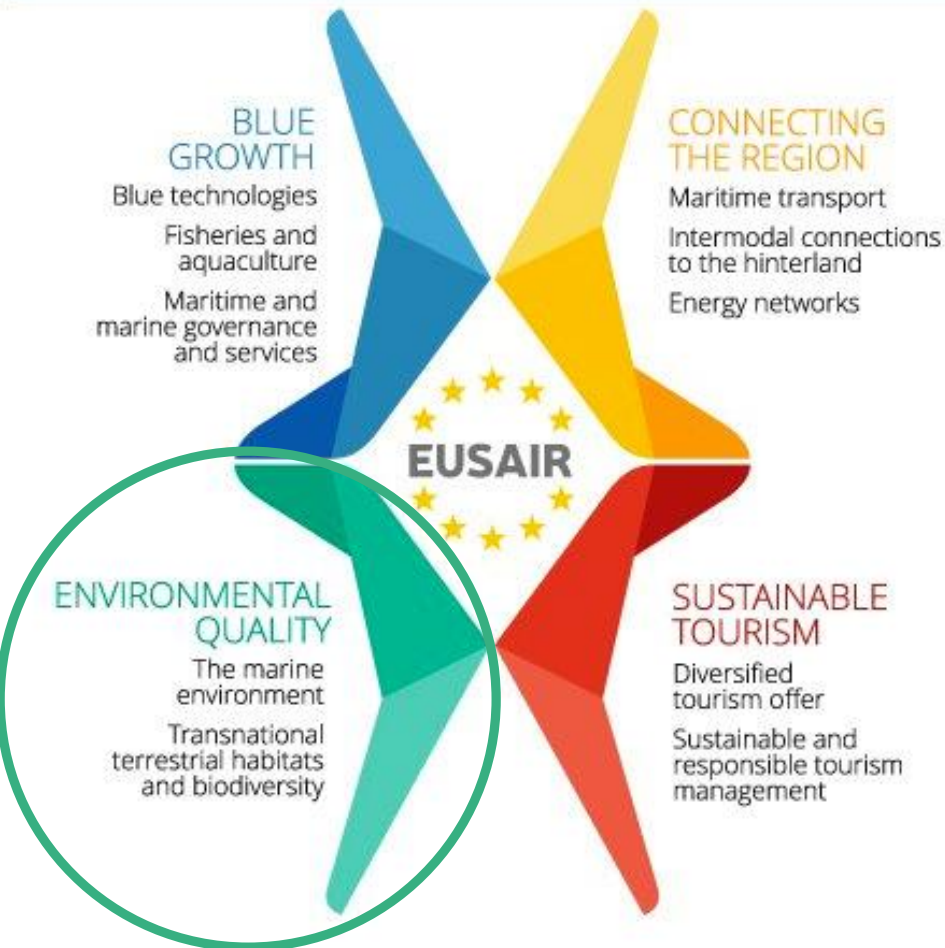 BLUE
GROWTH
Blue technologies
Fisheries and
aquaculture
Maritime and
marine governance
and services
CONNECTING
THE REGION
Maritime transport
Intermodal connections
to the hinterland
Energy networks
EUSAIR
ENVIRONMENTAL
QUALITY
The marine
environment
Transnational
terrestrial habitats
and biodiversity
SUSTAINABLE
TOURISM
Diversified
tourism offer
Sustainable and
responsible tourism
management